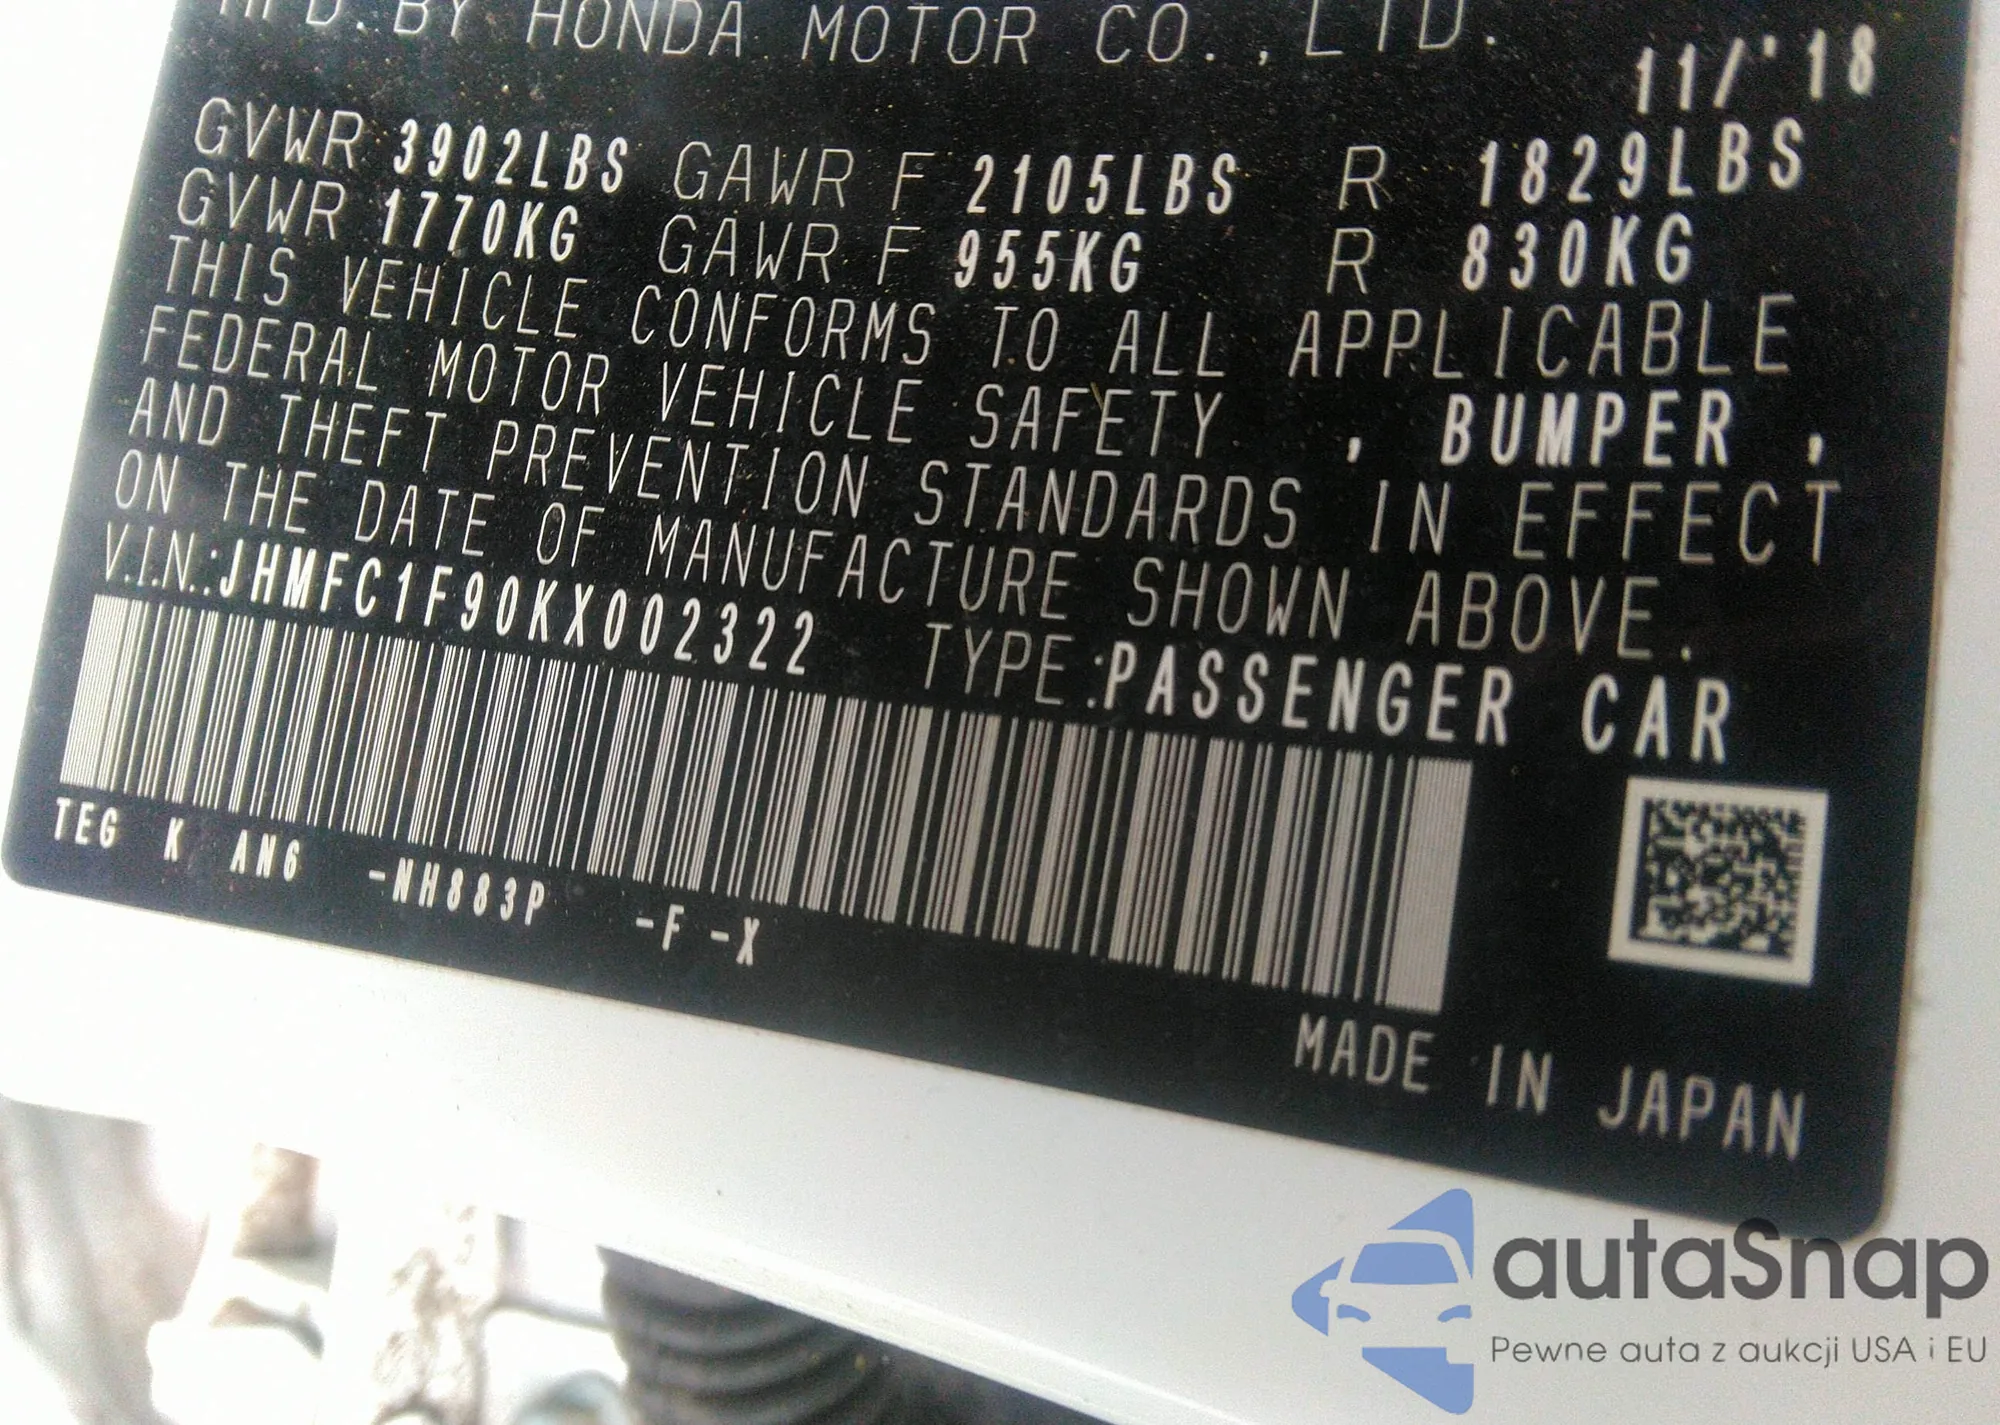 MFD. BY HONDA MOTOR CO.,LTD.
11/'18
GVWR 3902LBS GAWR F 2105LBS R 1829LBS
GVWR 1770KG GAWR F 955KG R 830KG
THIS VEHICLE CONFORMS TO ALL APPLICABLE
FEDERAL MOTOR VEHICLE SAFETY , BUMPER ,
AND THEFT PREVENTION STANDARDS IN EFFECT
ON THE DATE OF MANUFACTURE SHOWN ABOVE.
V.I.N.:JHMFC1F90KX002322 TYPE:PASSENGER CAR
TEG K AN6 -NH883P -F -X
MADE IN JAPAN
autaSnap
Pewne auta z aukcji USA i EU